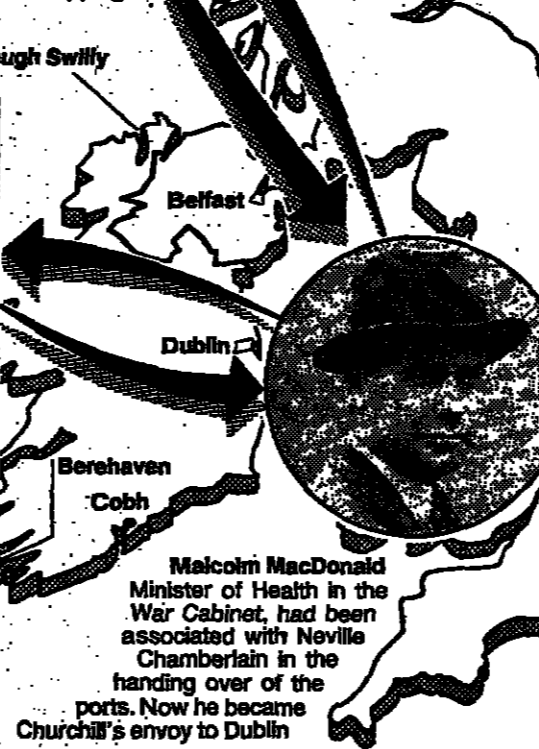 ugh Swilly
Belfast
Dublin
Berehaven
Cobh
Malcolm MacDonald
Minister of Health in the
War Cabinet, had been
associated with Neville
Chamberlain in the
handing over of the
ports. Now he became
Churchill's envoy to Dublin